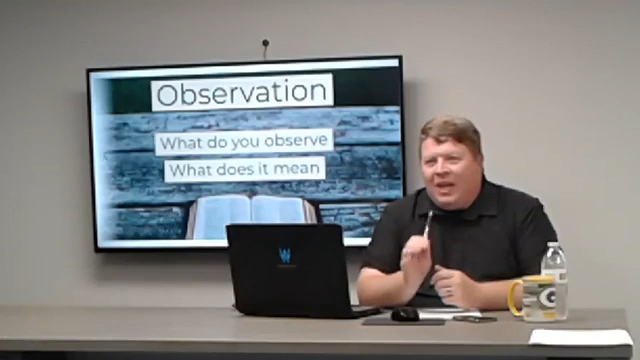 Observation
What do you observe
What does it mean